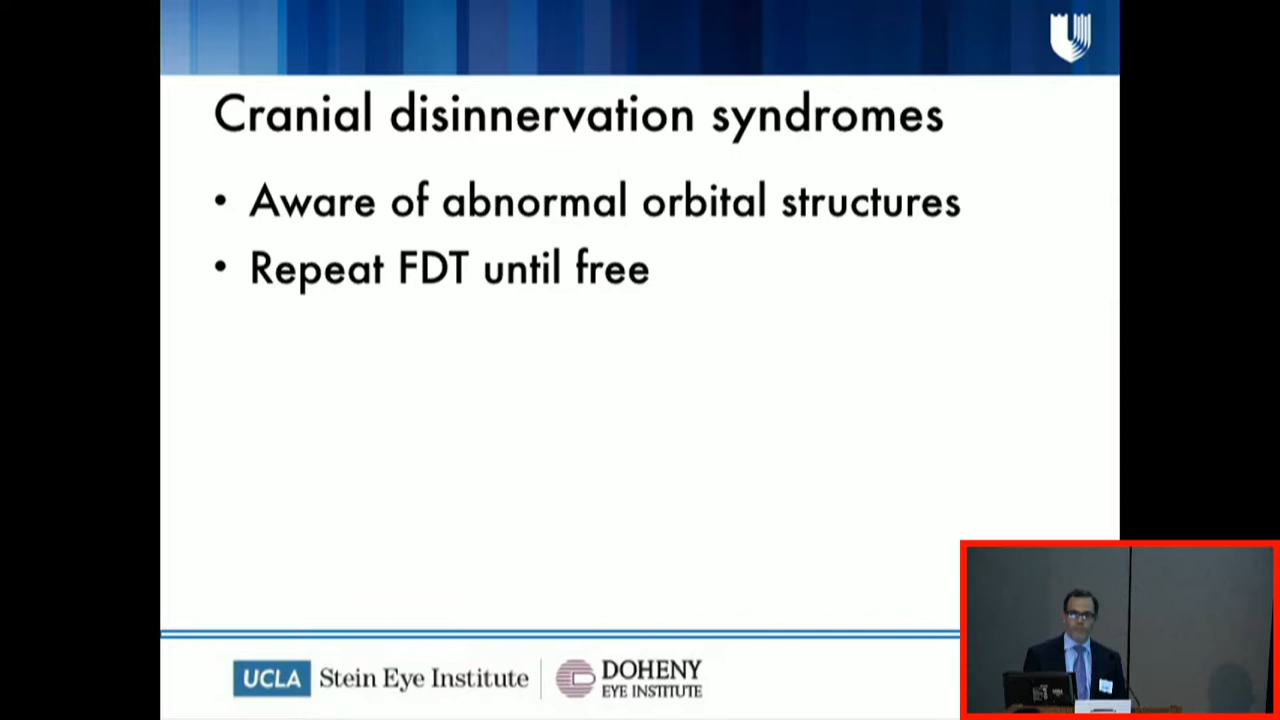 Cranial disinnervation syndromes
• Aware of abnormal orbital structures
• Repeat FDT until free
UCLA Stein Eye Institute
DOHENY
EYE INSTITUTE